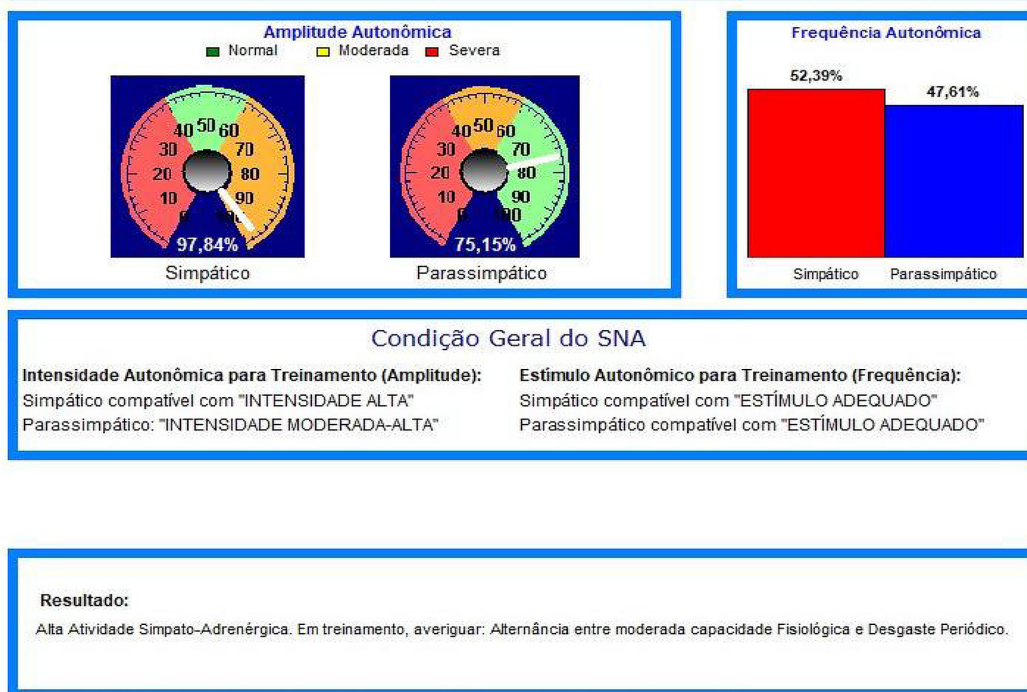 Amplitude Autonômica
Normal Moderada Severa
0 10 20 30 40 50 60 70 80 90 100
97,84%
Simpático
0 10 20 30 40 50 60 70 80 90 100
75,15%
Parassimpático
Frequência Autonômica
52,39%
47,61%
Simpático Parassimpático
Condição Geral do SNA
Intensidade Autonômica para Treinamento (Amplitude):
Simpático compatível com "INTENSIDADE ALTA"
Parassimpático: "INTENSIDADE MODERADA-ALTA"
Estímulo Autonômico para Treinamento (Frequência):
Simpático compatível com "ESTÍMULO ADEQUADO"
Parassimpático compatível com "ESTÍMULO ADEQUADO"
Resultado:
Alta Atividade Simpato-Adrenérgica. Em treinamento, averiguar: Alternância entre moderada capacidade Fisiológica e Desgaste Periódico.